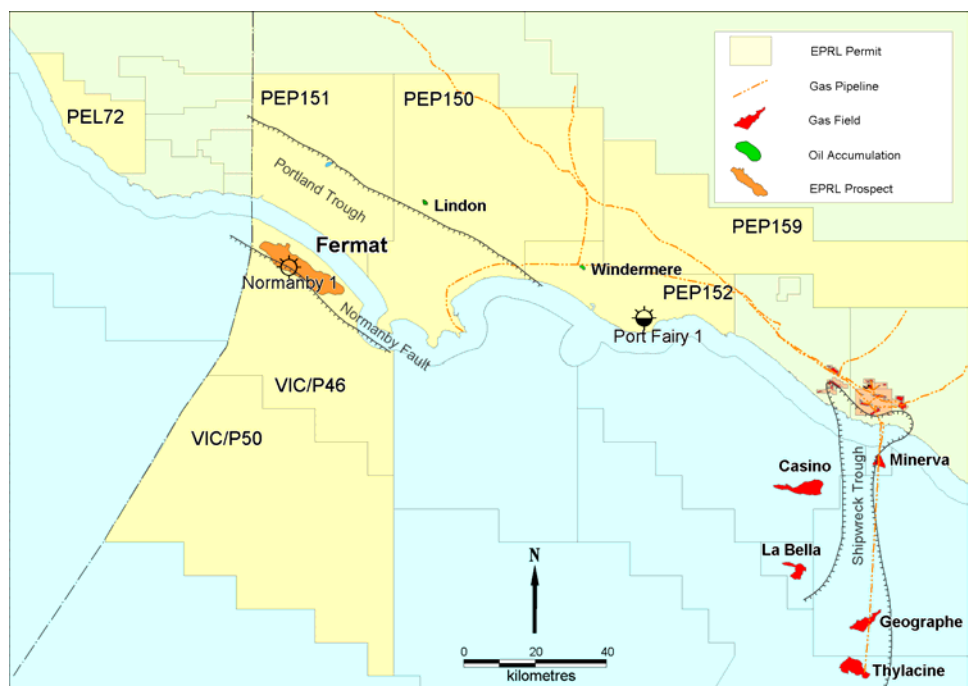 EPRL Permit
Gas Pipeline
Gas Field
Oil Accumulation
EPRL Prospect
PEL72
PEP151
PEP150
Portland Trough
Lindon
PEP159
Fermat
Windermere
Normanby 1
PEP152
Normanby Fault
Port Fairy 1
VIC/P46
VIC/P50
Casino
Minerva
Shipwreck Trough
La Bella
N
Geographe
Thylacine
0 20 40
kilometres